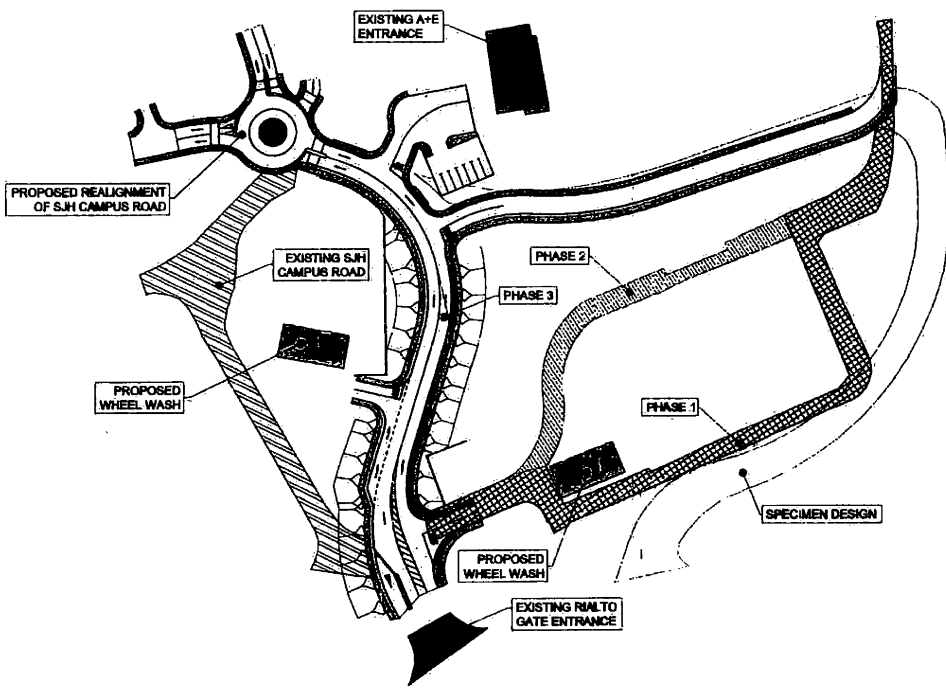 EXISTING A+E
ENTRANCE
PROPOSED REALIGNMENT
OF SJH CAMPUS ROAD
EXISTING SJH
CAMPUS ROAD
PHASE 2
PHASE 3
PROPOSED
WHEEL WASH
PHASE 1
SPECIMEN DESIGN
PROPOSED
WHEEL WASH
EXISTING RIALTO
GATE ENTRANCE